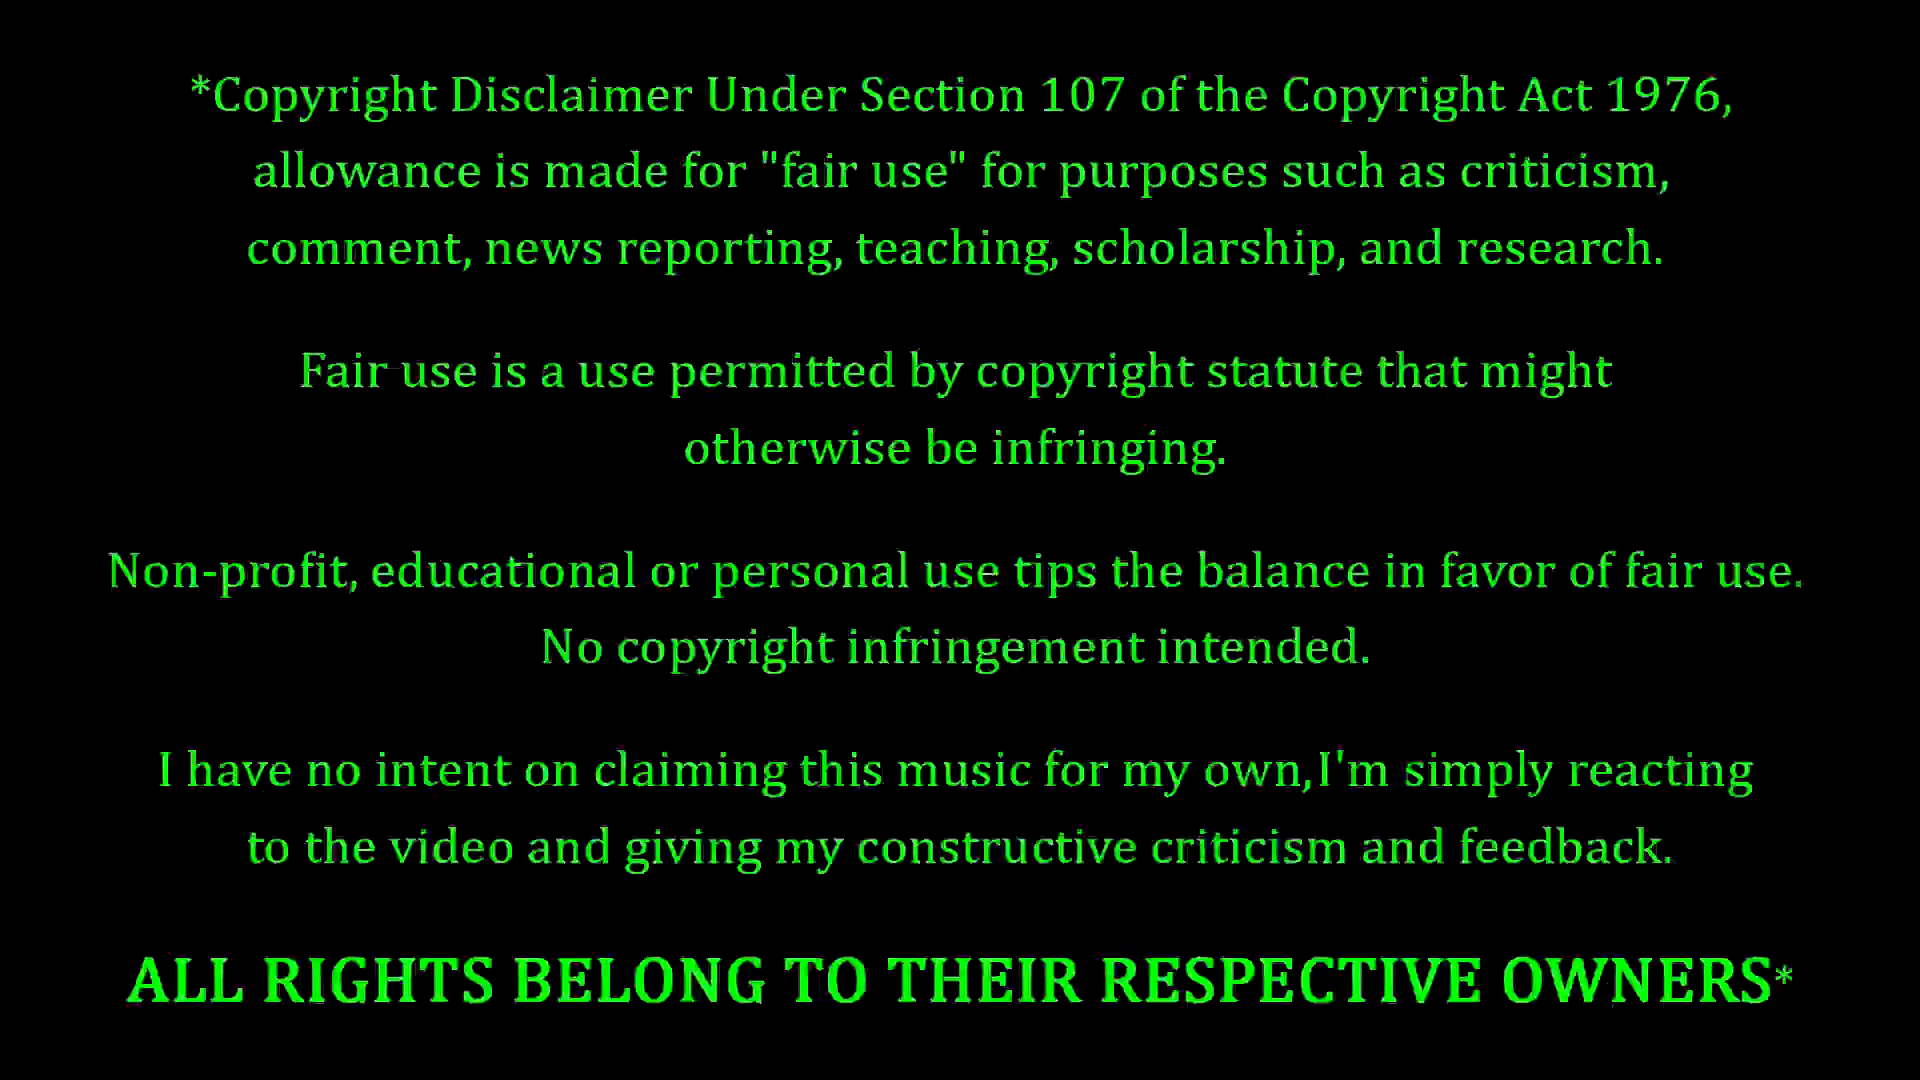 *Copyright Disclaimer Under Section 107 of the Copyright Act 1976,
allowance is made for "fair use" for purposes such as criticism,
comment, news reporting, teaching, scholarship, and research.
Fair use is a use permitted by copyright statute that might
otherwise be infringing.
Non-profit, educational or personal use tips the balance in favor of fair use.
No copyright infringement intended.
I have no intent on claiming this music for my own,I'm simply reacting
to the video and giving my constructive criticism and feedback.
ALL RIGHTS BELONG TO THEIR RESPECTIVE OWNERS*